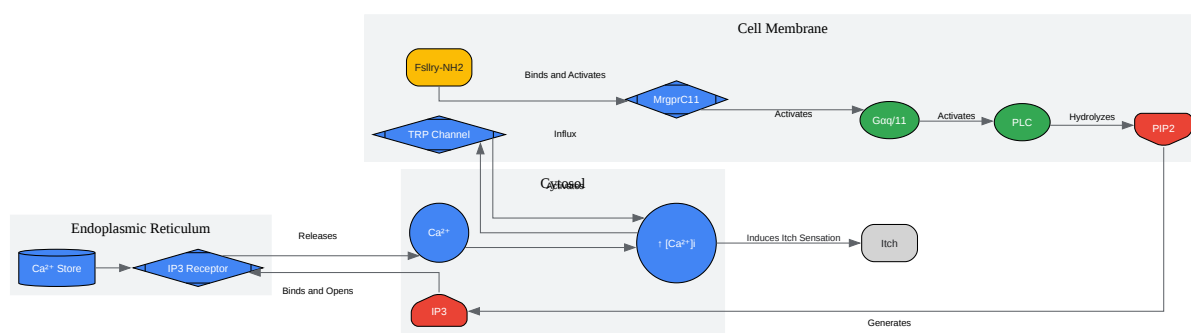 Cell Membrane
Fsllry-NH2
Binds and Activates
MrgprC11
Activates
Gαq/11
Activates
PLC
Hydrolyzes
PIP2
TRP Channel
Influx
Cytosol
Activates
Endoplasmic Reticulum
Ca²⁺ Store
IP3 Receptor
Releases
Binds and Opens
Ca²⁺
↑ [Ca²⁺]i
Induces Itch Sensation
Itch
IP3
Generates